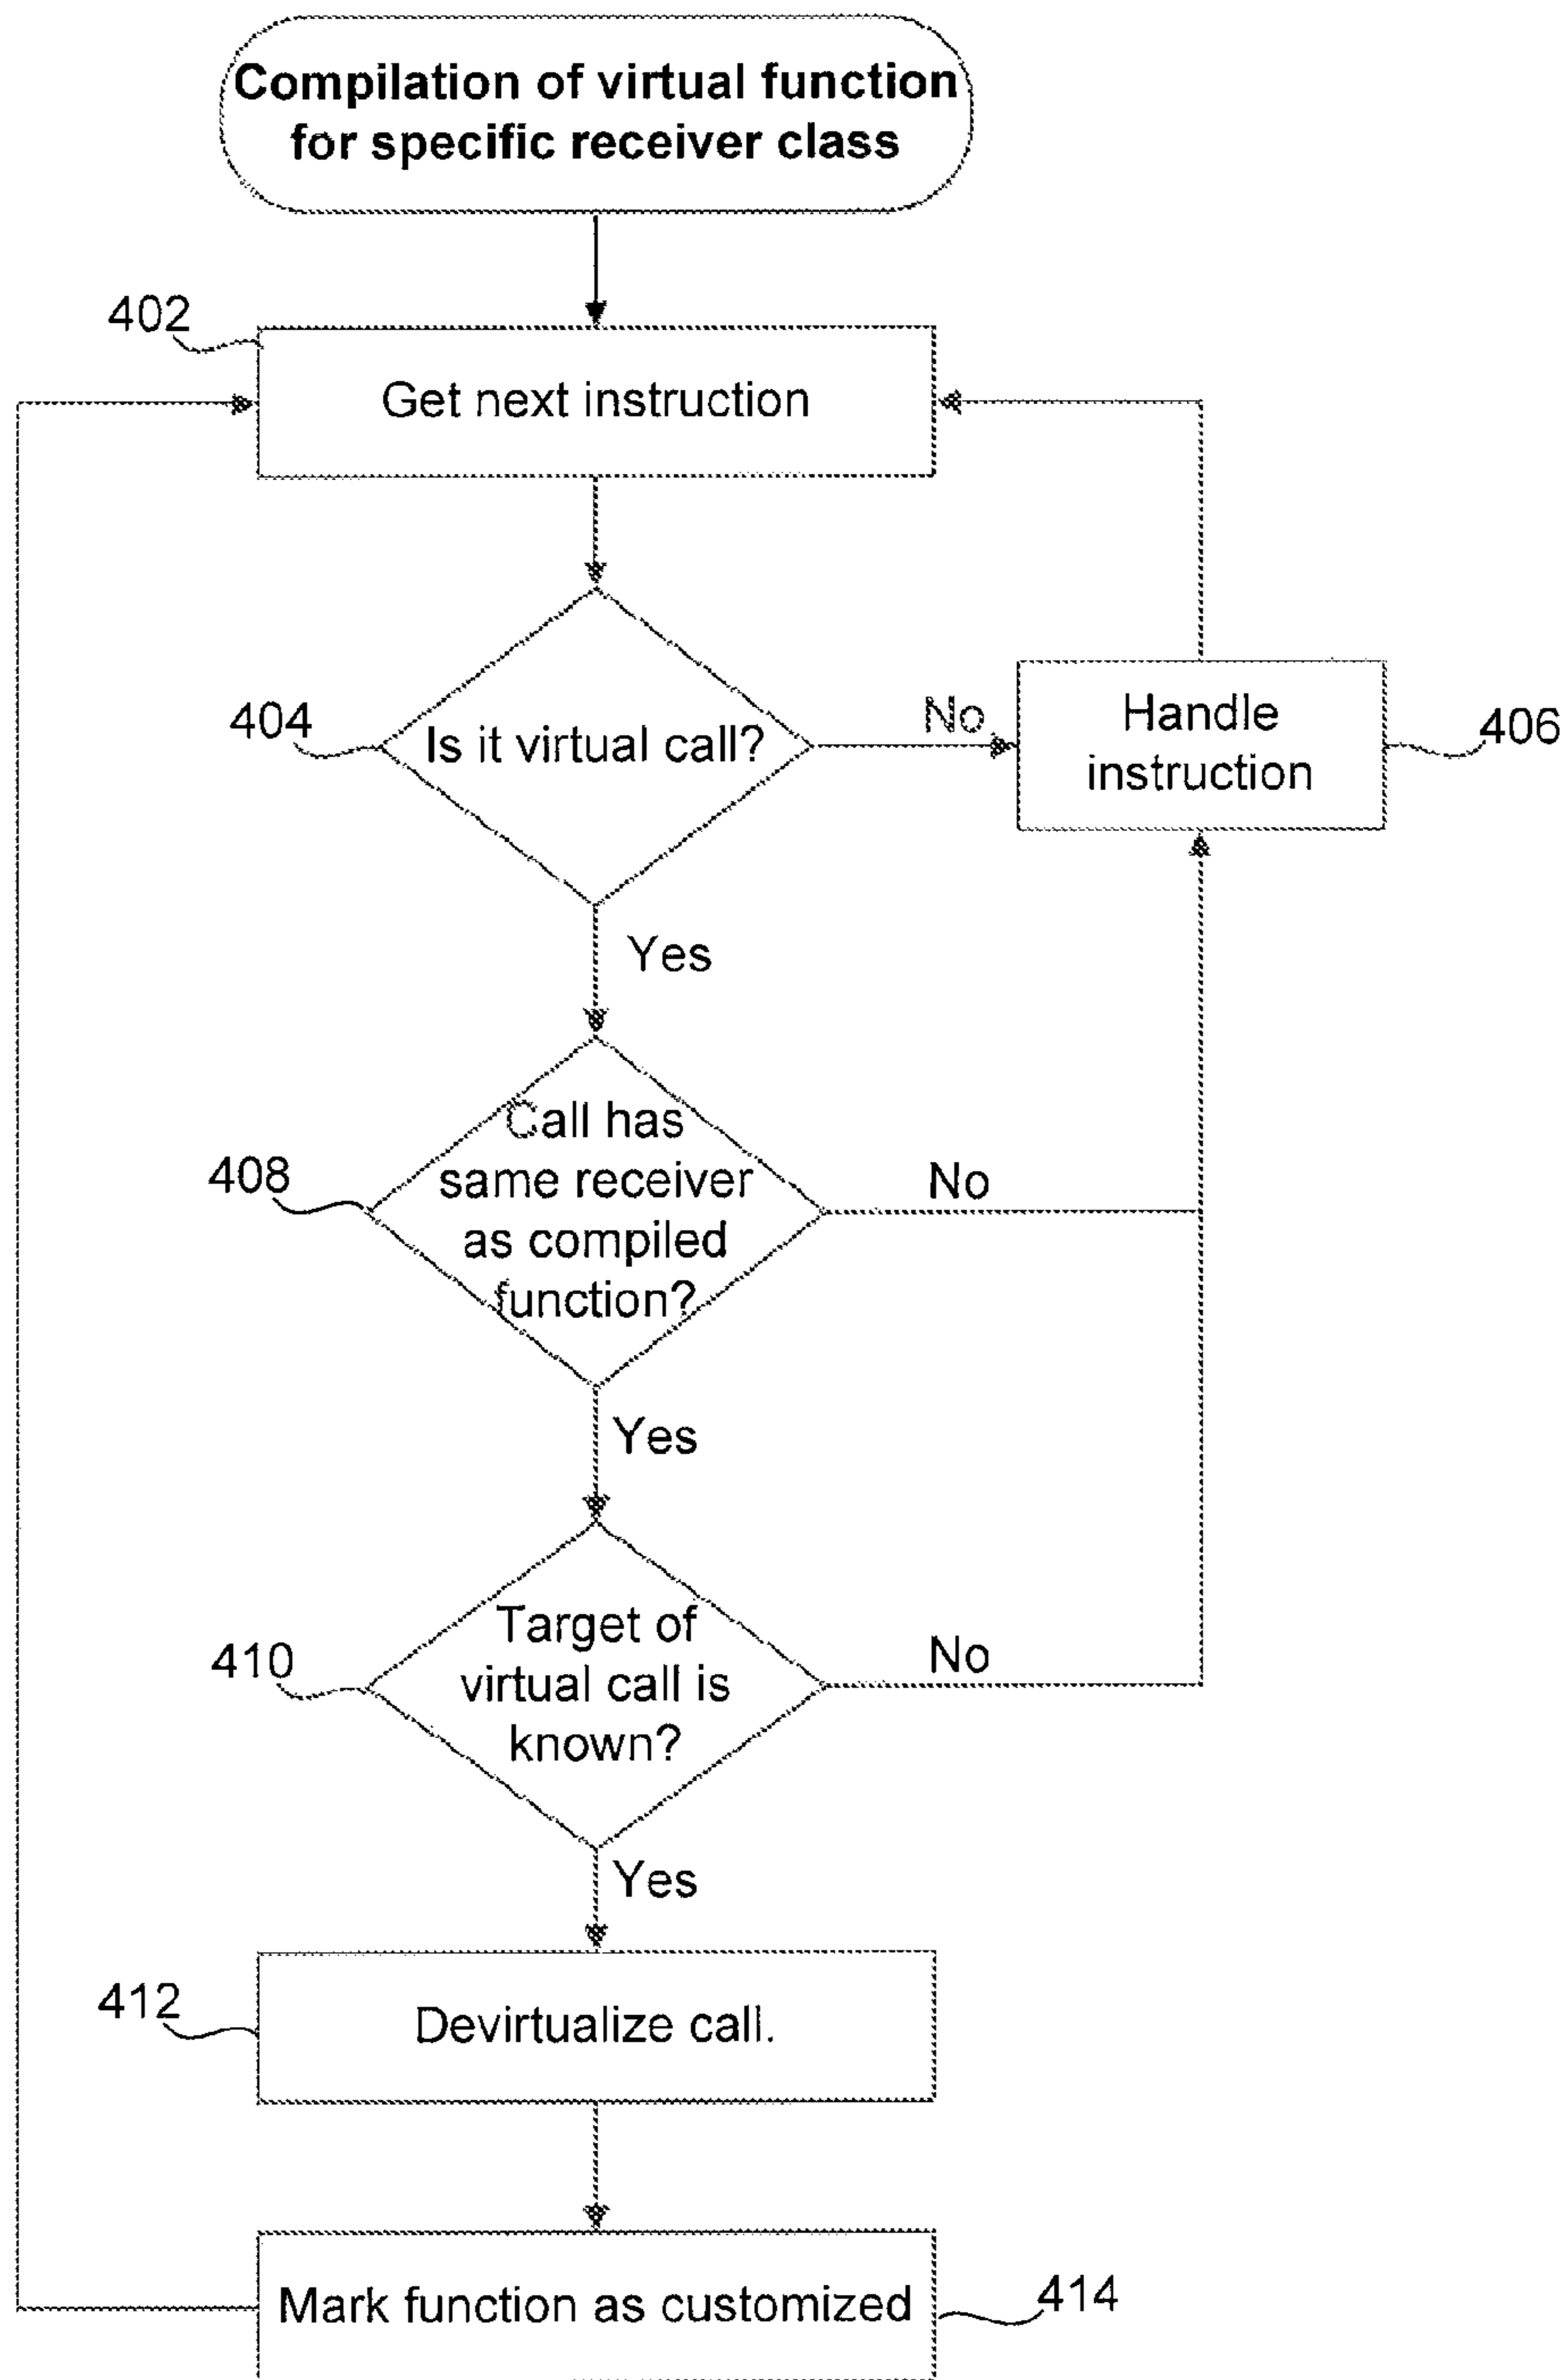 Compilation of virtual function
for specific receiver class
402
Get next instruction
404
Is it virtual call?
No
Handle
instruction
406
Yes
408
Call has
same receiver
as compiled
function?
No
Yes
410
Target of
virtual call is
known?
No
Yes
412
Devirtualize call.
Mark function as customized
414